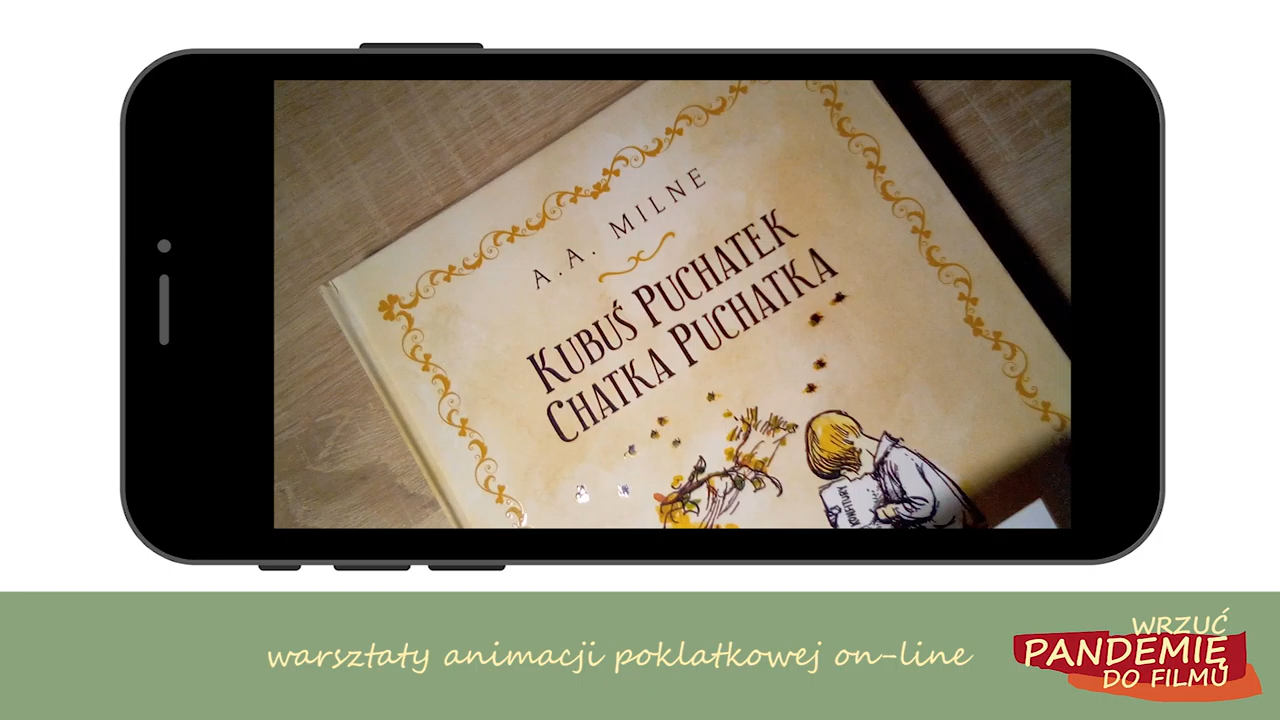 A.A. MILNE
KUBUŚ PUCHATEK
CHATKA PUCHATKA
warsztaty animacji poklatkowej on-line
WRZUĆ
PANDEMIĘ
DO FILMU